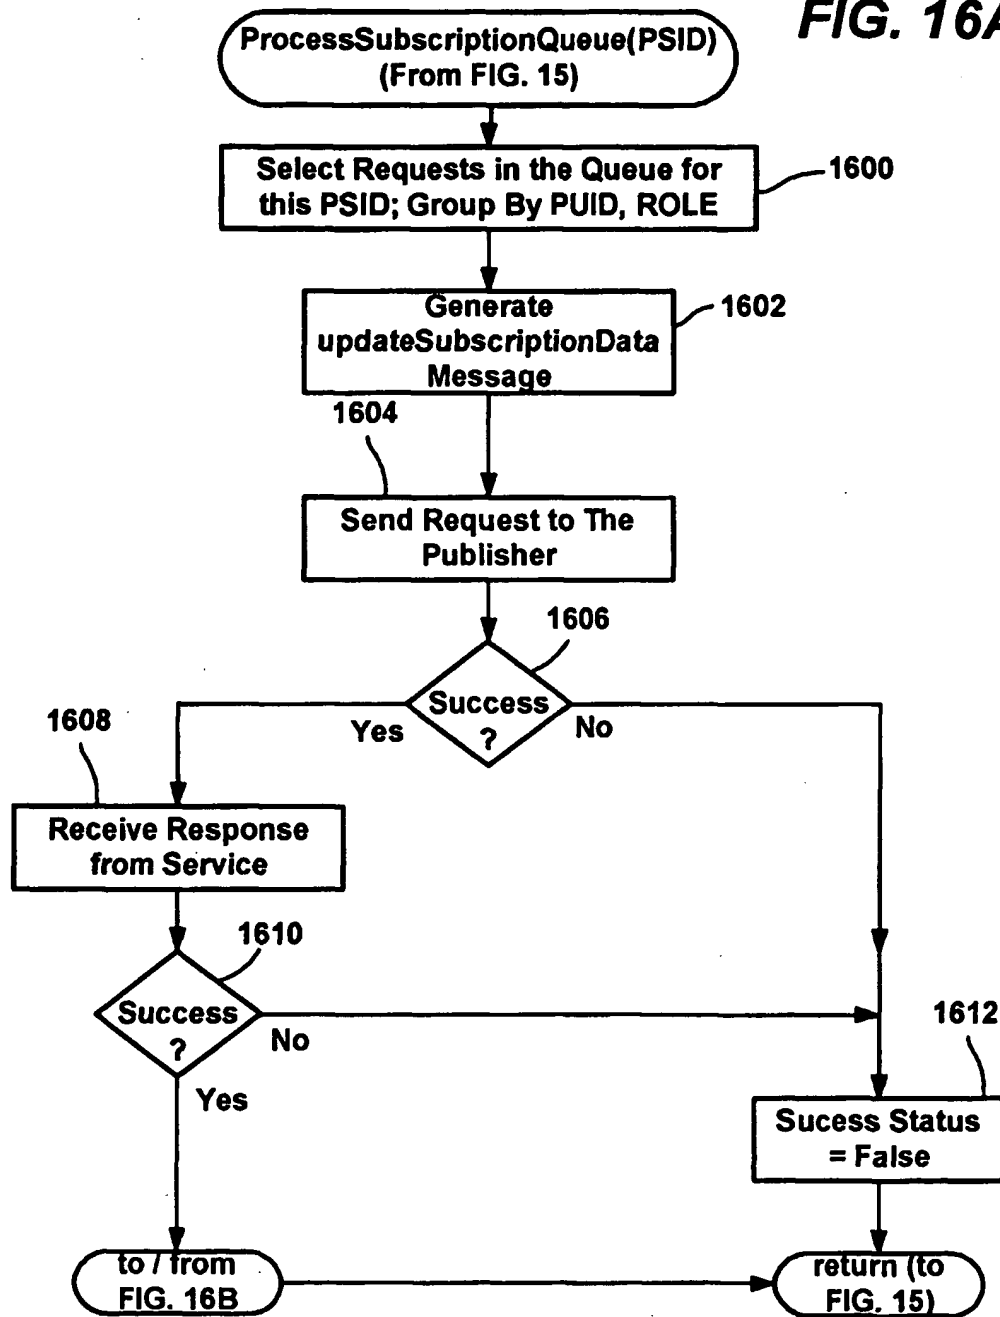 FIG. 16A
ProcessSubscriptionQueue(PSID)
(From FIG. 15)
Select Requests in the Queue for
this PSID; Group By PUID, ROLE
1600
Generate
updateSubscriptionData
Message
1602
1604
Send Request to The
Publisher
1606
Success
?
Yes
No
1608
Receive Response
from Service
1610
Success
?
No
Yes
1612
Sucess Status
= False
to / from
FIG. 16B
return (to
FIG. 15)